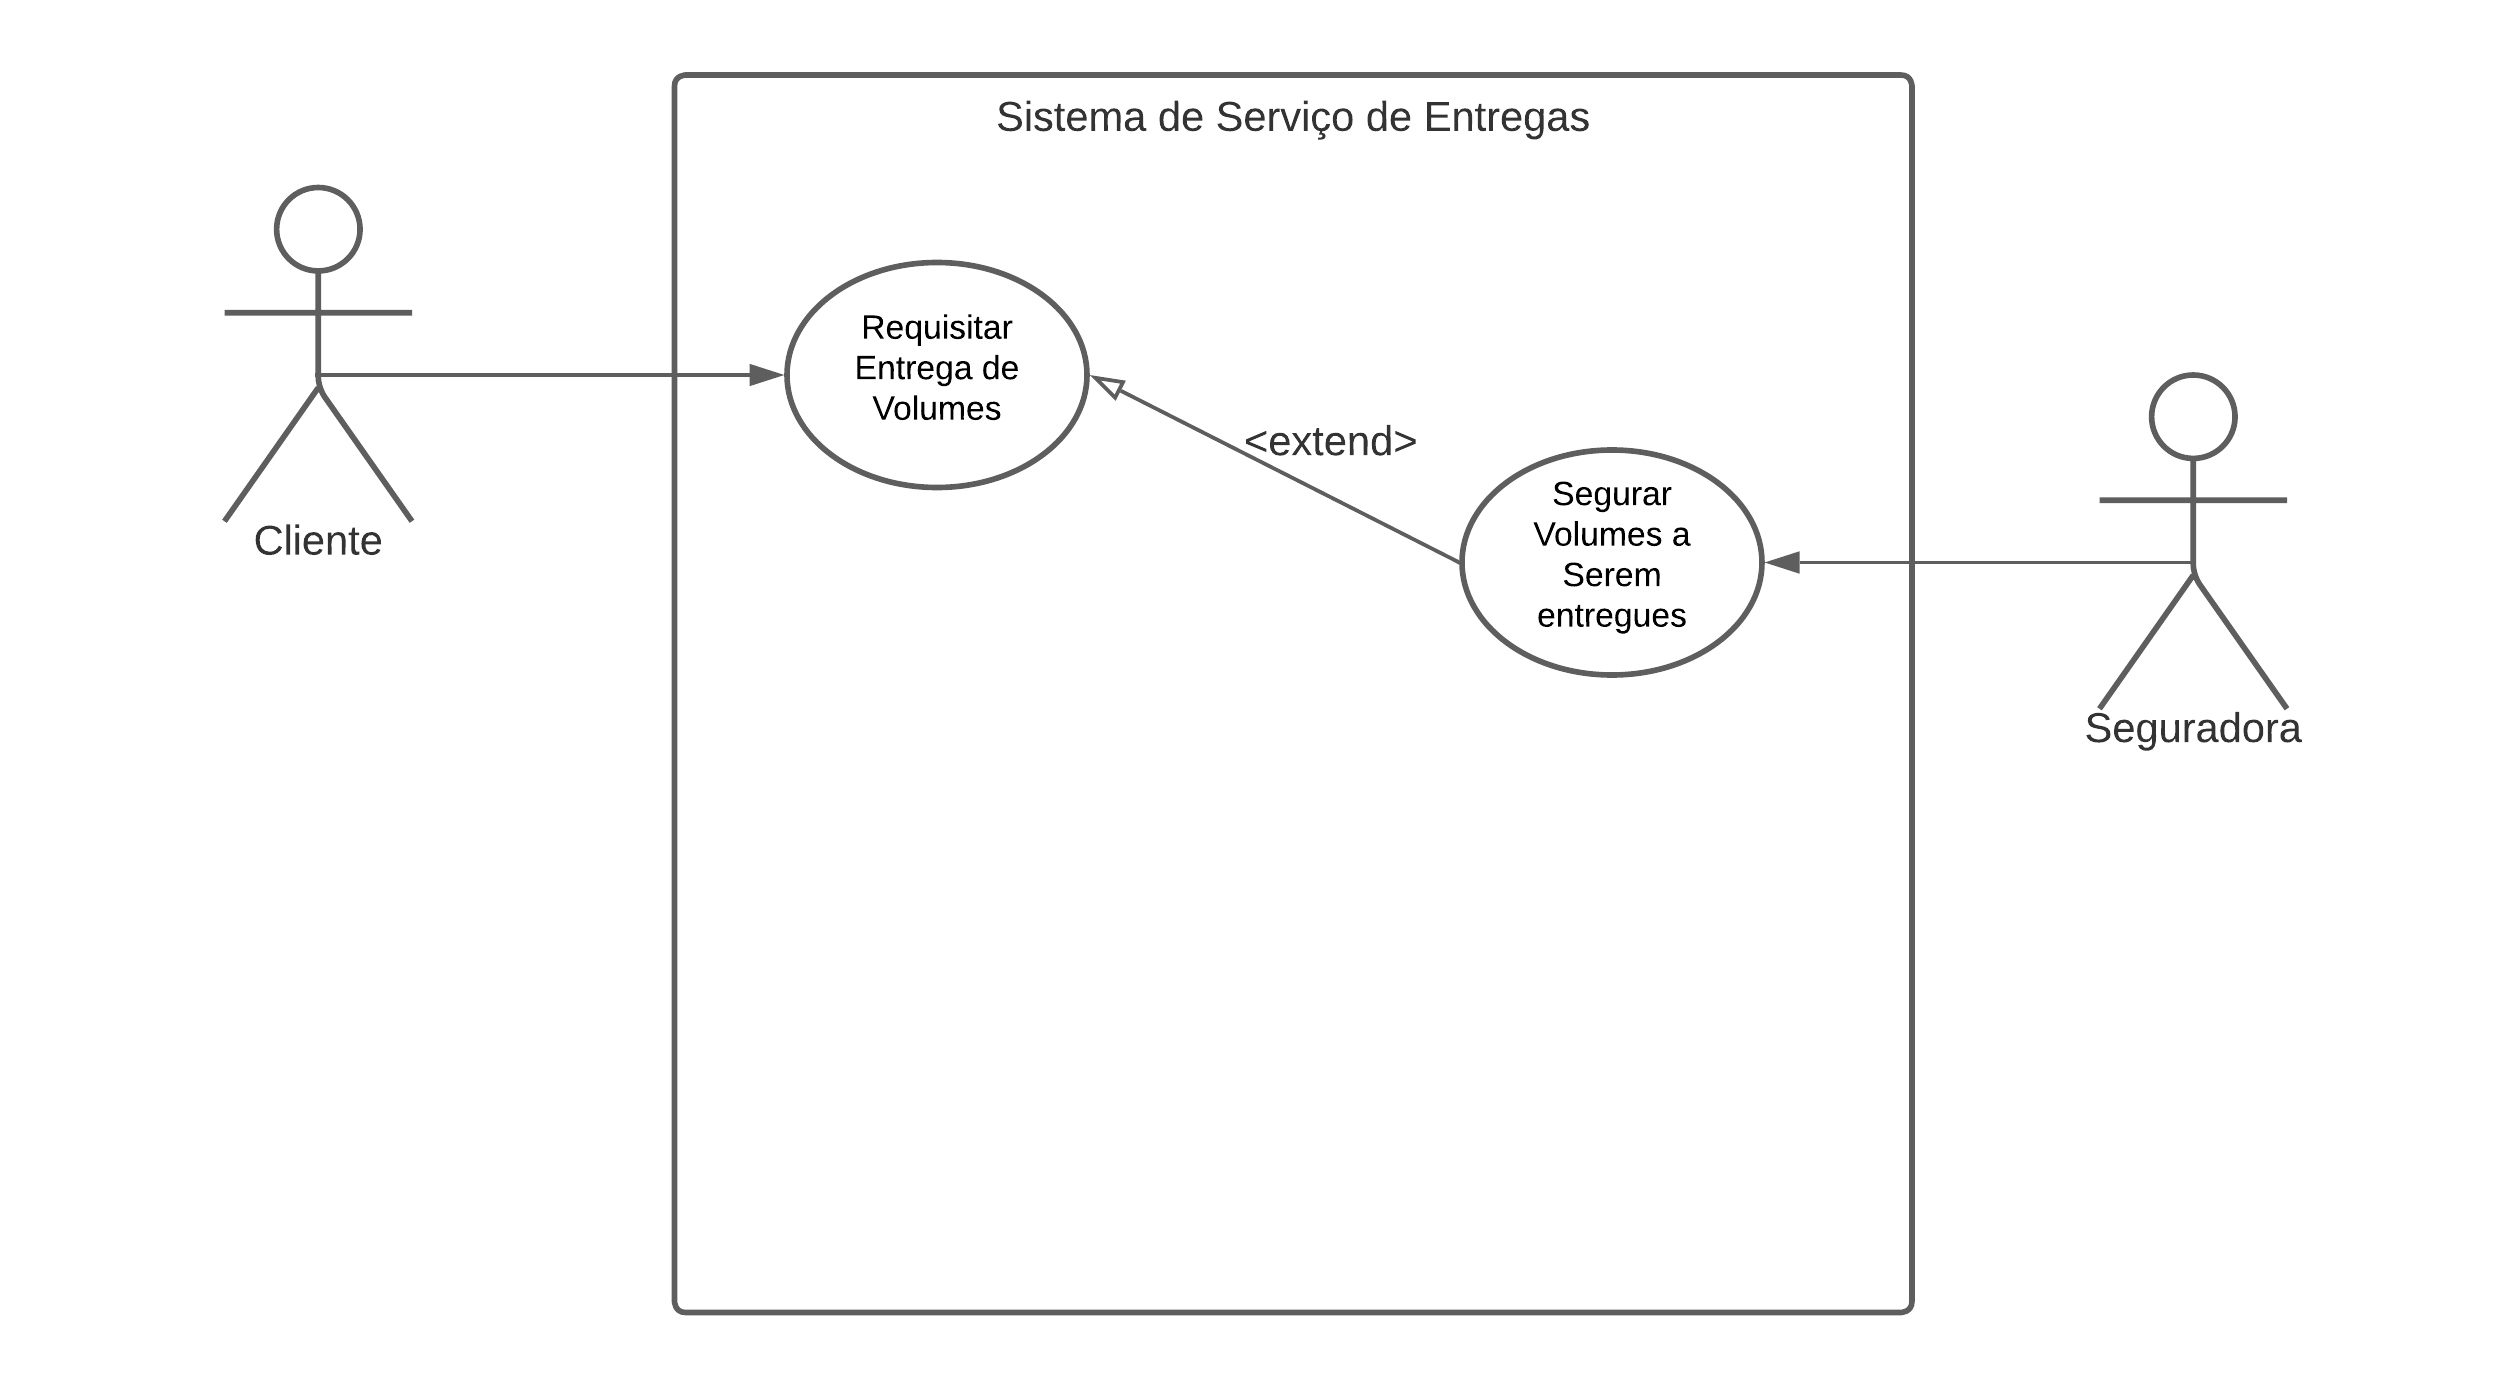 Sistema de Serviço de Entregas
Requisitar
Entrega de
Volumes
<extend>
Segurar
Volumes a
Serem
entregues
Cliente
Seguradora